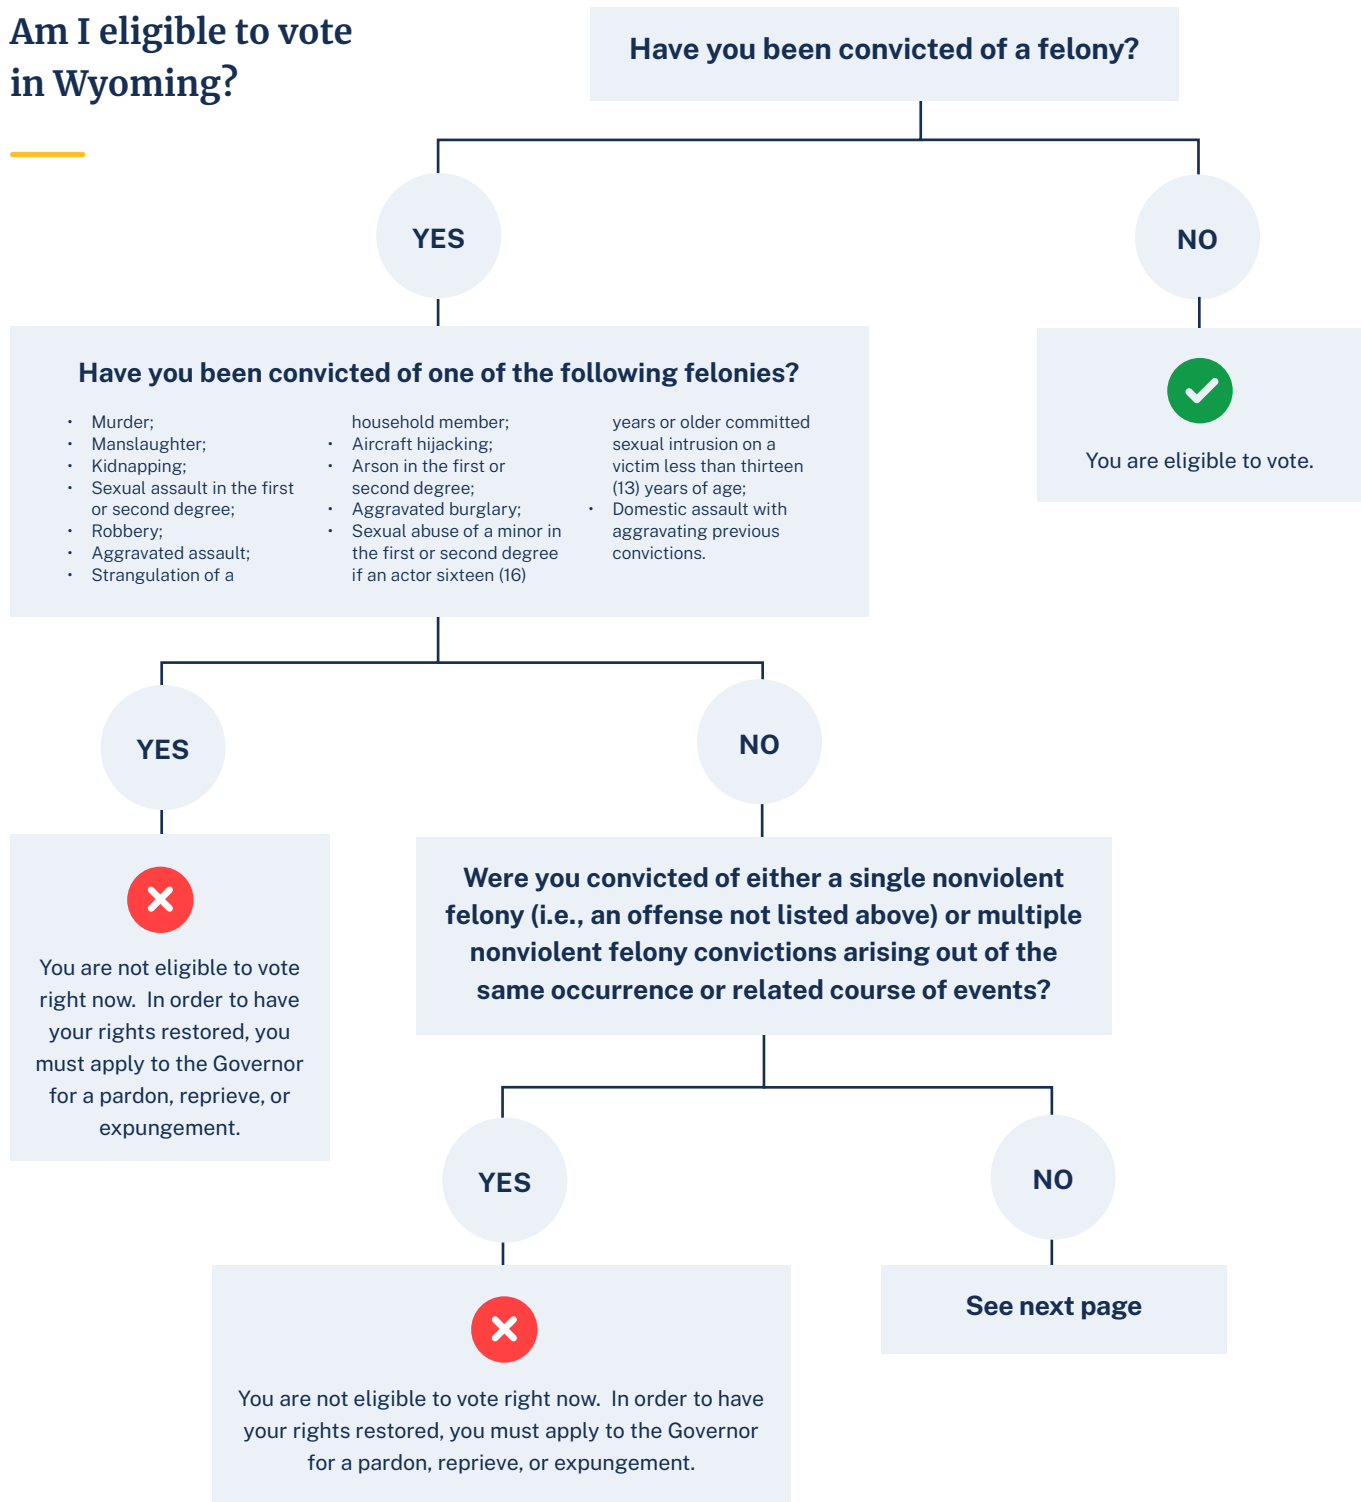 Am I eligible to vote
in Wyoming?
Have you been convicted of a felony?
YES
NO
Have you been convicted of one of the following felonies?
• Murder;
• Manslaughter;
• Kidnapping;
• Sexual assault in the first
or second degree;
• Robbery;
• Aggravated assault;
• Strangulation of a
household member;
• Aircraft hijacking;
• Arson in the first or
second degree;
• Aggravated burglary;
• Sexual abuse of a minor in
the first or second degree
if an actor sixteen (16)
years or older committed
sexual intrusion on a
victim less than thirteen
(13) years of age;
• Domestic assault with
aggravating previous
convictions.
You are eligible to vote.
YES
NO
You are not eligible to vote
right now. In order to have
your rights restored, you
must apply to the Governor
for a pardon, reprieve, or
expungement.
Were you convicted of either a single nonviolent
felony (i.e., an offense not listed above) or multiple
nonviolent felony convictions arising out of the
same occurrence or related course of events?
YES
NO
You are not eligible to vote right now. In order to have
your rights restored, you must apply to the Governor
for a pardon, reprieve, or expungement.
See next page